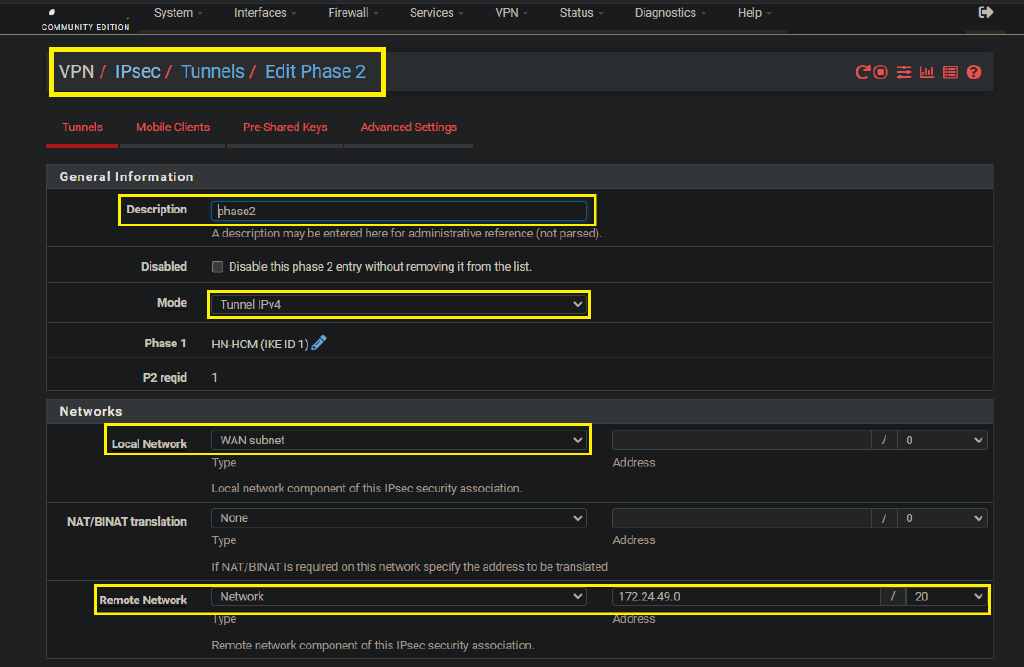 COMMUNITY EDITION
System Interfaces Firewall Services VPN Status Diagnostics Help
VPN / IPsec / Tunnels / Edit Phase 2
Tunnels Mobile Clients Pre-Shared Keys Advanced Settings
General Information
Description phase2
A description may be entered here for administrative reference (not parsed).
Disabled Disable this phase 2 entry without removing it from the list.
Mode Tunnel IPv4
Phase 1 HN-HCM (IKE ID 1)
P2 reqid 1
Networks
Local Network WAN subnet / 0
Type Address
Local network component of this IPsec security association.
NAT/BINAT translation None / 0
Type Address
If NAT/BINAT is required on this network specify the address to be translated
Remote Network Network 172.24.49.0 / 20
Type Address
Remote network component of this IPsec security association.